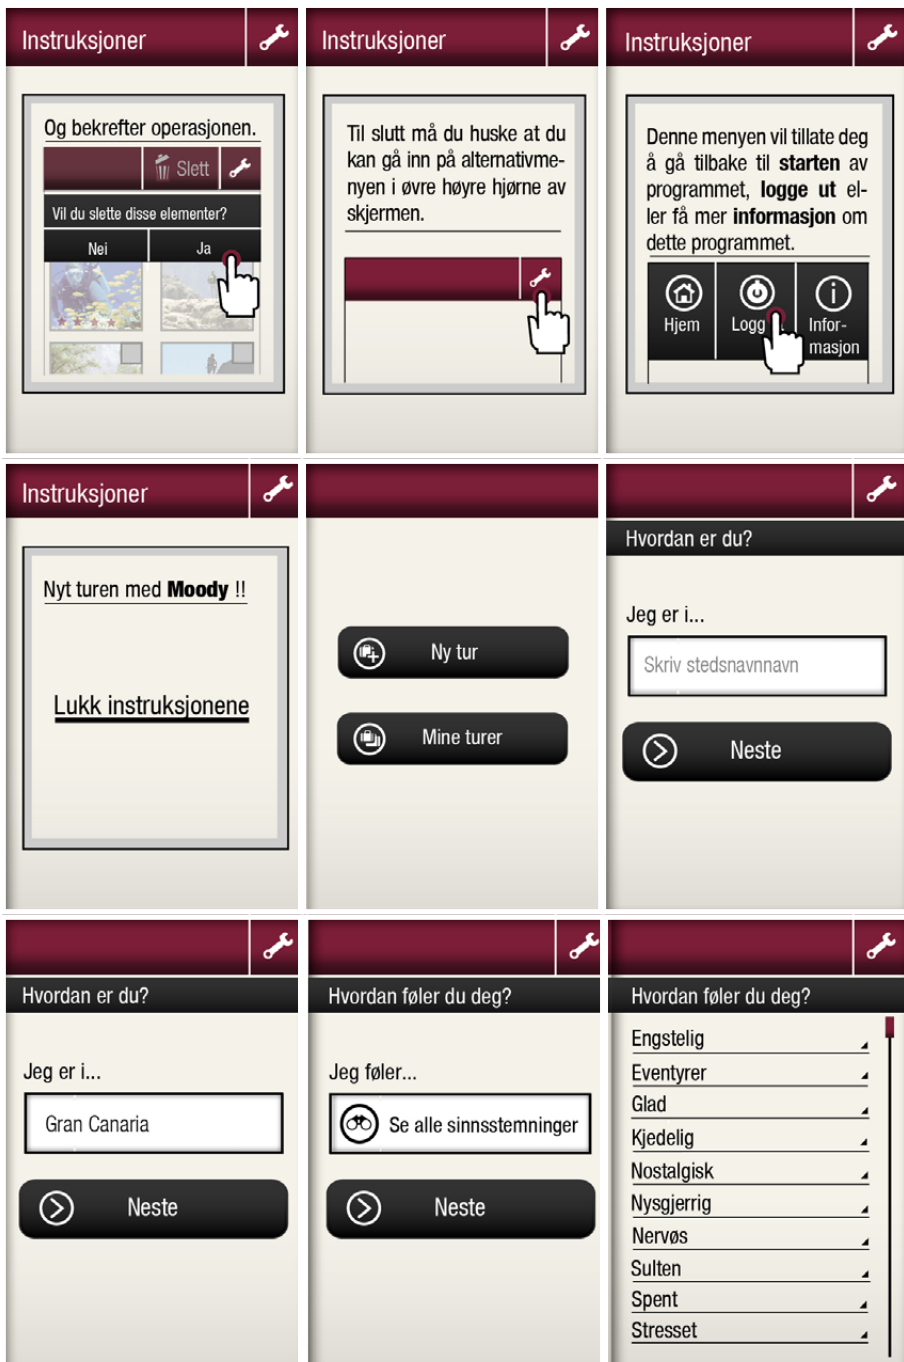 Instruksjoner
Og bekrefter operasjonen.
Slett
Vil du slette disse elementer?
Nei
Ja
Instruksjoner
Til slutt må du huske at du
kan gå inn på alternativme-
nyen i øvre høyre hjørne av
skjermen.
Instruksjoner
Denne menyen vil tillate deg
å gå tilbake til starten av
programmet, logge ut el-
ler få mer informasjon om
dette programmet.
Hjem
Logg
Infor-
masjon
Instruksjoner
Nyt turen med Moody !!
Lukk instruksjonene
Ny tur
Mine turer
Hvordan er du?
Jeg er i...
Skriv stedsnavnnavn
Neste
Hvordan er du?
Jeg er i...
Gran Canaria
Neste
Hvordan føler du deg?
Jeg føler...
Se alle sinnsstemninger
Neste
Hvordan føler du deg?
Engstelig
Eventyrer
Glad
Kjedelig
Nostalgisk
Nysgjerrig
Nervøs
Sulten
Spent
Stresset